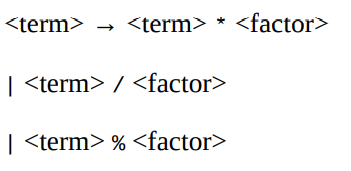 <term> → <term> * <factor>
| <term> / <factor>
| <term> % <factor>